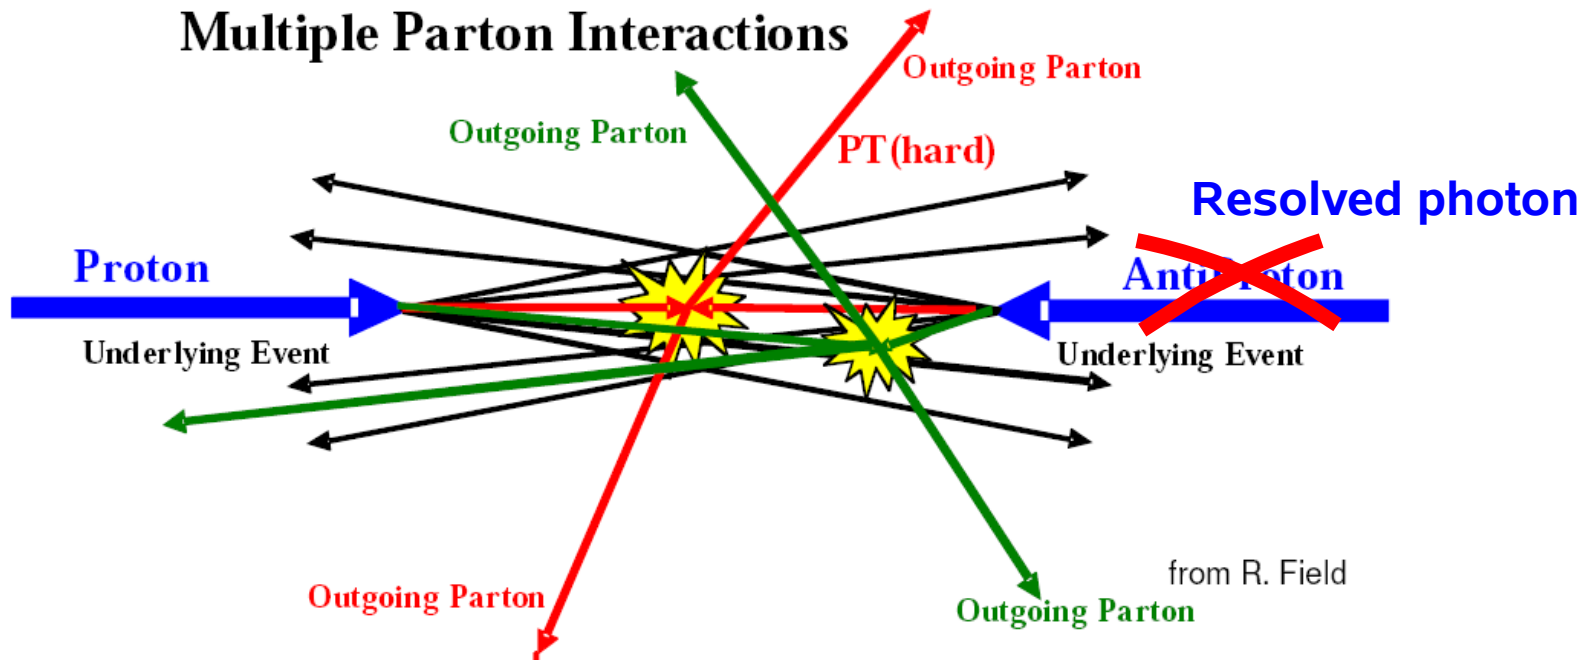 Multiple Parton Interactions
Outgoing Parton
Outgoing Parton
PT(hard)
Resolved photon
Proton
AntiProton
Underlying Event
Underlying Event
Outgoing Parton
from R. Field
Outgoing Parton